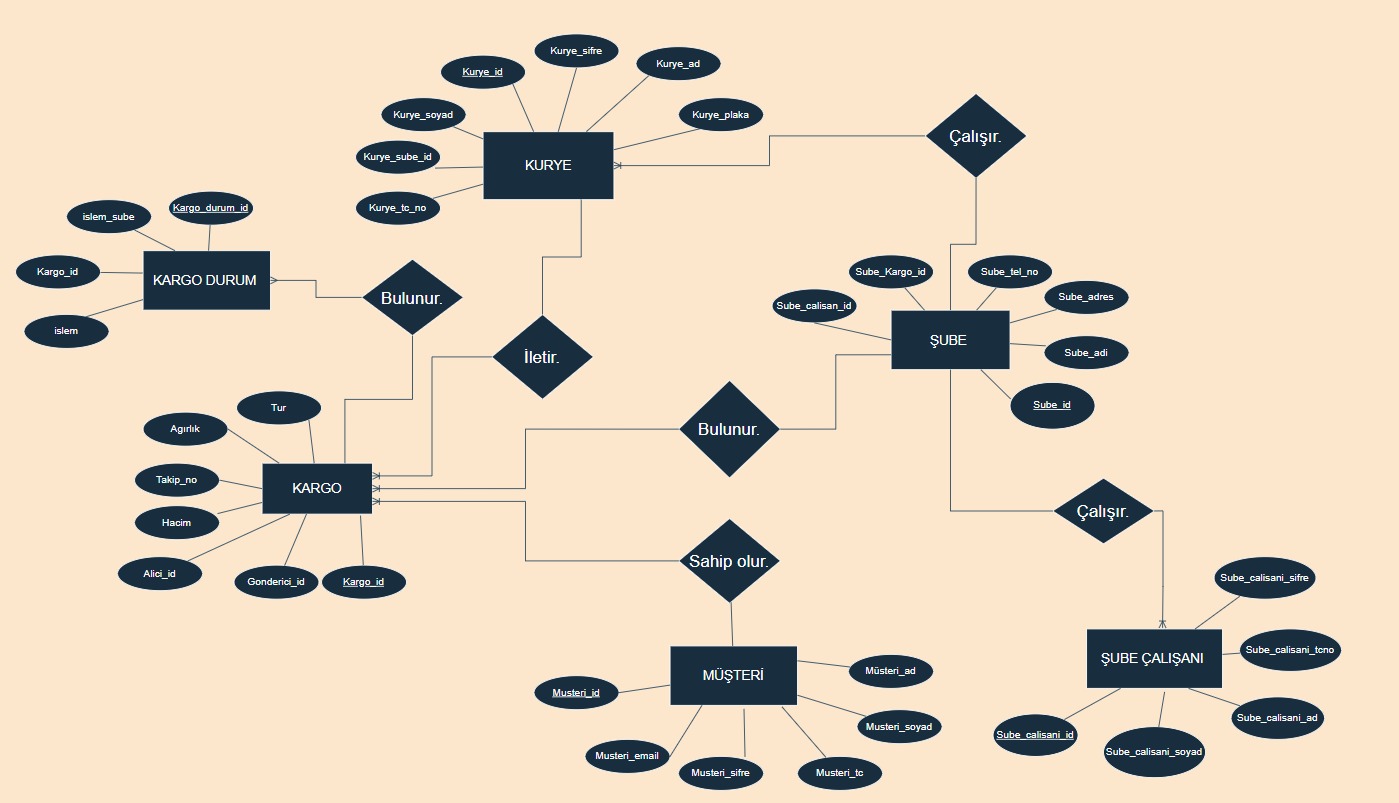 Kurye_sifre
Kurye_id
Kurye_ad
Kurye_soyad
Kurye_plaka
Kurye_sube_id
KURYE
Kurye_tc_no
Çalışır.
islem_sube
Kargo_durum_id
Kargo_id
KARGO DURUM
islem
Bulunur.
İletir.
Sube_Kargo_id
Sube_tel_no
Sube_calisan_id
Sube_adres
ŞUBE
Sube_adi
Sube_id
Tur
Agırlık
Takip_no
KARGO
Hacim
Alici_id
Gonderici_id
Kargo_id
Bulunur.
Çalışır.
Sahip olur.
Sube_calisani_sifre
ŞUBE ÇALIŞANI
Sube_calisani_tcno
Sube_calisani_ad
Sube_calisani_id
Sube_calisani_soyad
MÜŞTERİ
Müsteri_ad
Musteri_id
Musteri_soyad
Musteri_email
Musteri_sifre
Musteri_tc